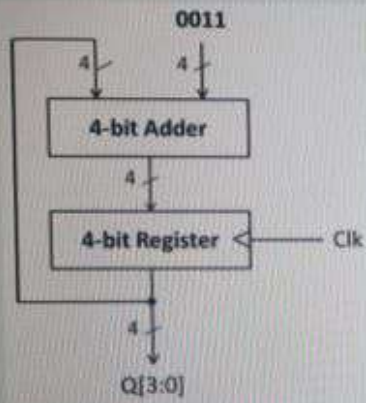 0011
4 4
4-bit Adder
4
4-bit Register Clk
4
Q[3:0]